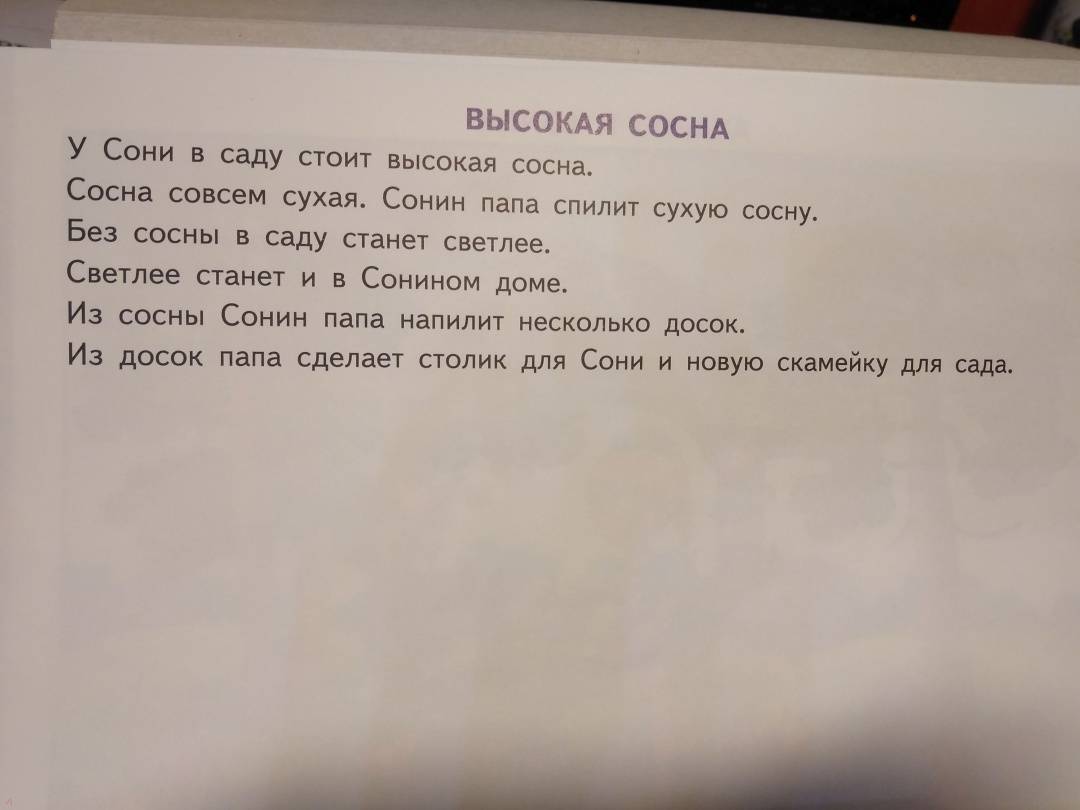 ВЫСОКАЯ СОСНА
У Сони в саду стоит высокая сосна.
Сосна совсем сухая. Сонин папа спилит сухую сосну.
Без сосны в саду станет светлее.
Светлее станет и в Сонином доме.
Из сосны Сонин папа напилит несколько досок.
Из досок папа сделает столик для Сони и новую скамейку для сада.